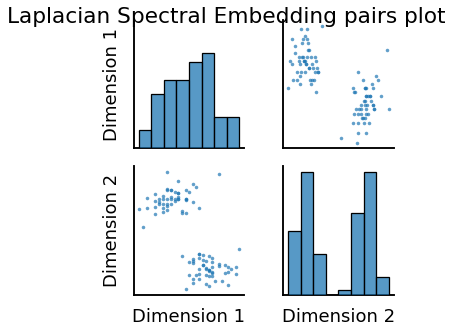 Laplacian Spectral Embedding pairs plot
Dimension 1
Dimension 2
Dimension 1
Dimension 2